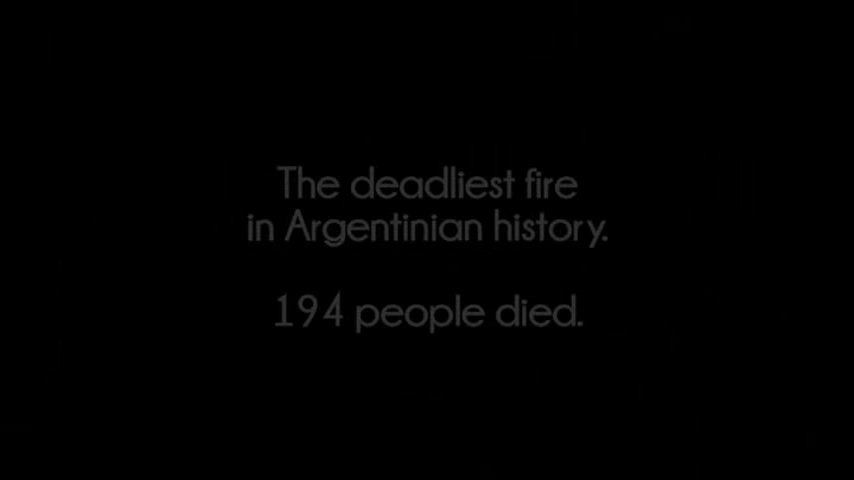 The deadliest fire
in Argentinian history.
194 people died.